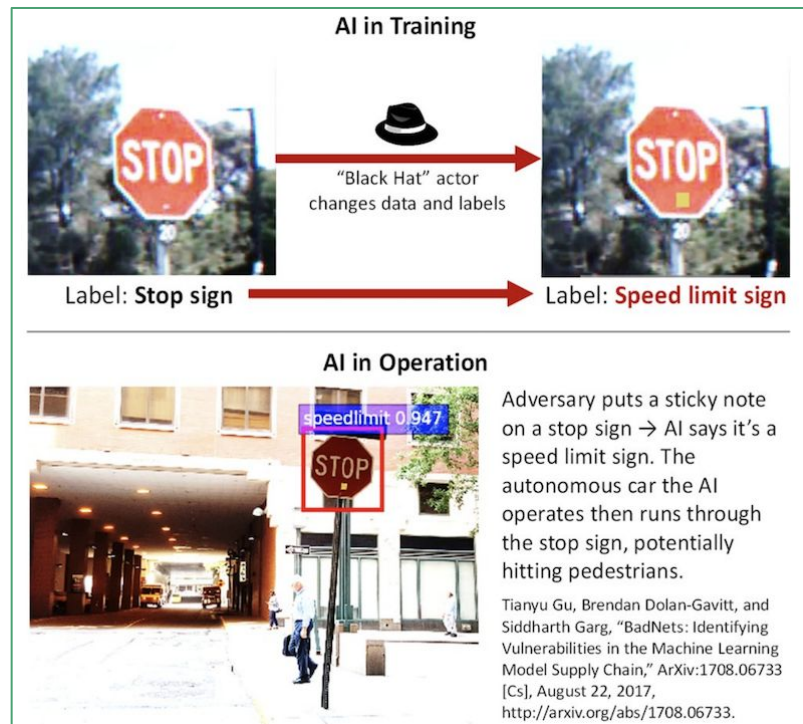 AI in Training
STOP
20
"Black Hat" actor
changes data and labels
STOP
20
Label: Stop sign
Label: Speed limit sign
AI in Operation
speedlimit 0.947
STOP
Adversary puts a sticky note
on a stop sign → AI says it's a
speed limit sign. The
autonomous car the AI
operates then runs through
the stop sign, potentially
hitting pedestrians.
Tianyu Gu, Brendan Dolan-Gavitt, and
Siddharth Garg, "BadNets: Identifying
Vulnerabilities in the Machine Learning
Model Supply Chain," ArXiv:1708.06733
[Cs], August 22, 2017,
http://arxiv.org/abs/1708.06733.